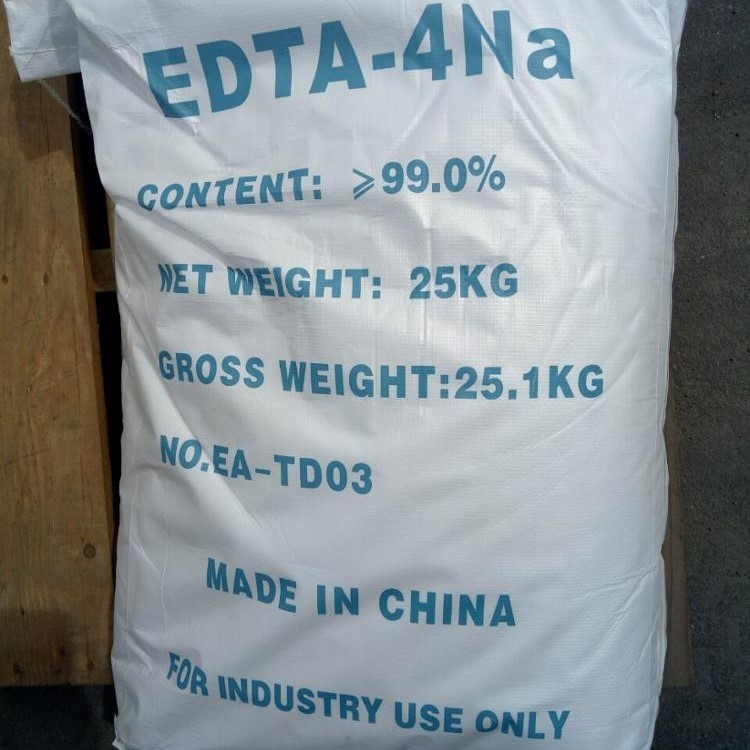 EDTA-4Na
CONTENT: ⩾99.0%
NET WEIGHT: 25KG
GROSS WEIGHT:25.1KG
NO.EA-TD03
MADE IN CHINA
FOR INDUSTRY USE ONLY